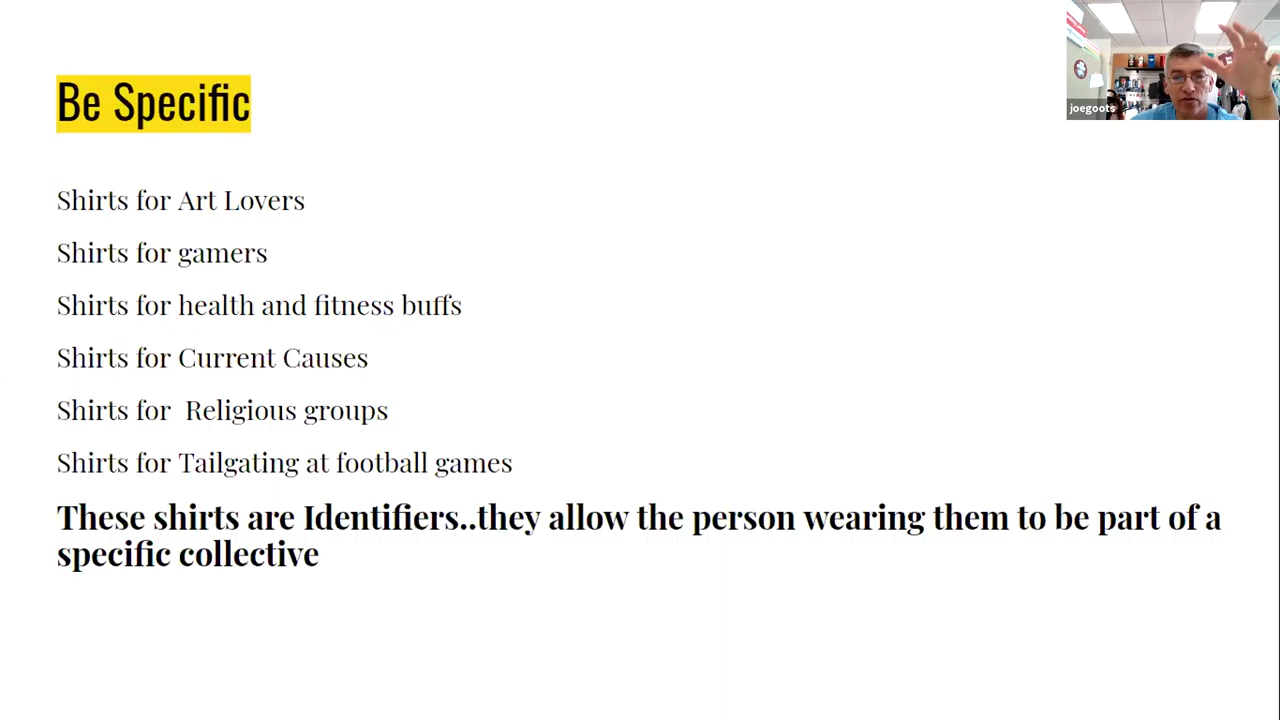 Be Specific
joegoots
Shirts for Art Lovers
Shirts for gamers
Shirts for health and fitness buffs
Shirts for Current Causes
Shirts for  Religious groups
Shirts for Tailgating at football games
These shirts are Identifiers..they allow the person wearing them to be part of a
specific collective